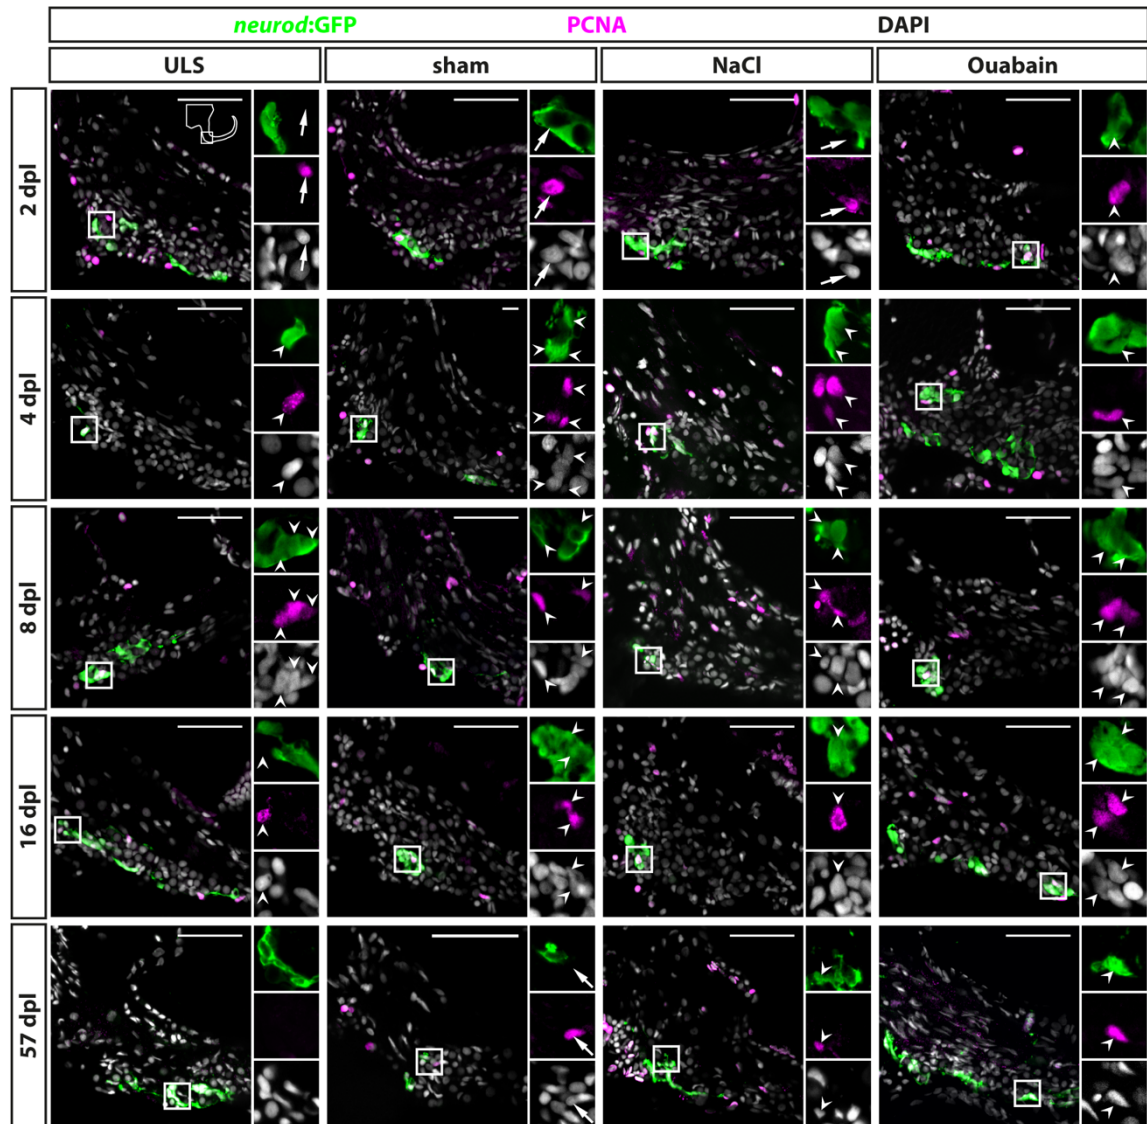 neurod:GFP PCNA DAPI
ULS sham NaCl Ouabain
2 dpl
4 dpl
8 dpl
16 dpl
57 dpl